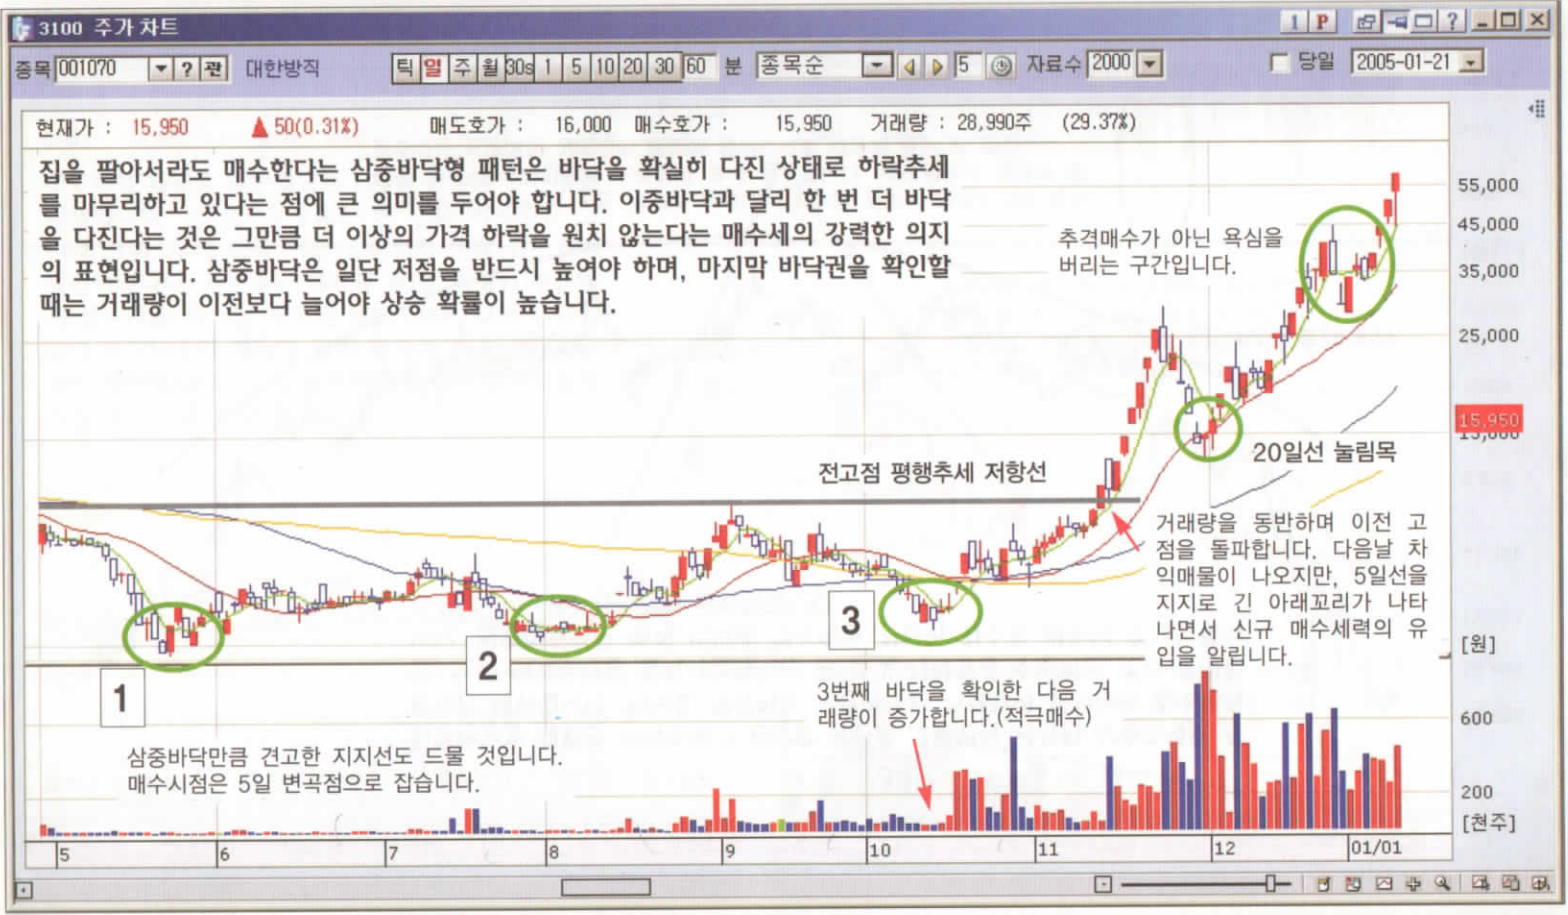 3100 주가 차트
1 P ?
종목 001070 ? 관 대한방직 틱 일 주 월 30s 1 5 10 20 30 60 분 종목순 5 자료수 2000 당일 2005-01-21
현재가 : 15,950 ▲ 50(0.31%) 매도호가 : 16,000 매수호가 : 15,950 거래량 : 28,990주 (29.37%)
집을 팔아서라도 매수한다는 삼중바닥형 패턴은 바닥을 확실히 다진 상태로 하락추세
를 마무리하고 있다는 점에 큰 의미를 두어야 합니다. 이중바닥과 달리 한 번 더 바닥
을 다진다는 것은 그만큼 더 이상의 가격 하락을 원치 않는다는 매수세의 강력한 의지
의 표현입니다. 삼중바닥은 일단 저점을 반드시 높여야 하며, 마지막 바닥권을 확인할
때는 거래량이 이전보다 늘어야 상승 확률이 높습니다.
추격매수가 아닌 욕심을
버리는 구간입니다.
55,000
45,000
35,000
25,000
15,950
15,000
20일선 눌림목
전고점 평행추세 저항선
거래량을 동반하며 이전 고
점을 돌파합니다. 다음날 차
익매물이 나오지만, 5일선을
지지로 긴 아래꼬리가 나타
나면서 신규 매수세력의 유
입을 알립니다.
[원]
1
2
3
3번째 바닥을 확인한 다음 거
래량이 증가합니다.(적극매수)
삼중바닥만큼 견고한 지지선도 드물 것입니다.
매수시점은 5일 변곡점으로 잡습니다.
600
200
[천주]
5 6 7 8 9 10 11 12 01/01